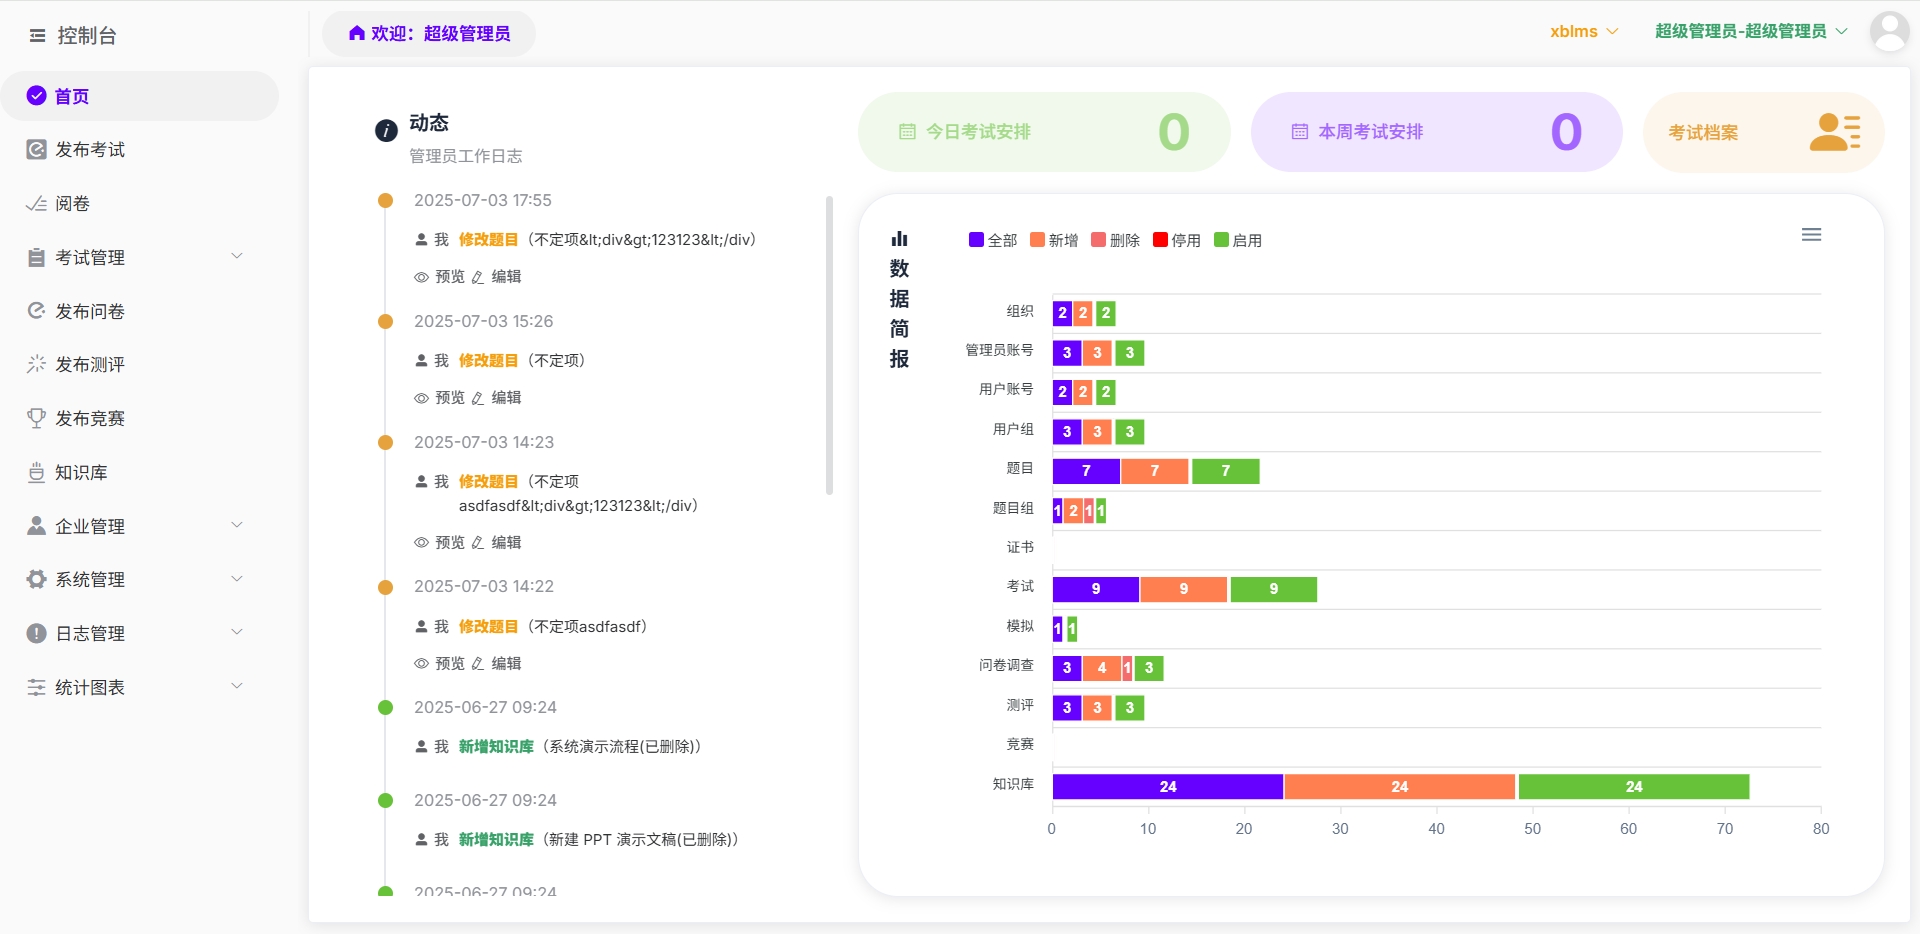 控制台
欢迎：超级管理员
xblms
超级管理员-超级管理员
首页
发布考试
阅卷
考试管理
发布问卷
发布测评
发布竞赛
知识库
企业管理
系统管理
日志管理
统计图表
动态
管理员工作日志
2025-07-03 17:55
我 修改题目（不定项&lt;div&gt;123123&lt;/div）
预览 编辑
2025-07-03 15:26
我 修改题目（不定项）
预览 编辑
2025-07-03 14:23
我 修改题目（不定项
asdfasdf&lt;div&gt;123123&lt;/div）
预览 编辑
2025-07-03 14:22
我 修改题目（不定项asdfasdf）
预览 编辑
2025-06-27 09:24
我 新增知识库（系统演示流程(已删除)）
2025-06-27 09:24
我 新增知识库（新建 PPT 演示文稿(已删除)）
2025-06-27 09:24
今日考试安排 0
本周考试安排 0
考试档案
数据简报
全部 新增 删除 停用 启用
组织 2 2 2
管理员账号 3 3 3
用户账号 2 2 2
用户组 3 3 3
题目 7 7 7
题目组 1 2 1 1
证书
考试 9 9 9
模拟 1 1
问卷调查 3 4 1 3
测评 3 3 3
竞赛
知识库 24 24 24
0 10 20 30 40 50 60 70 80